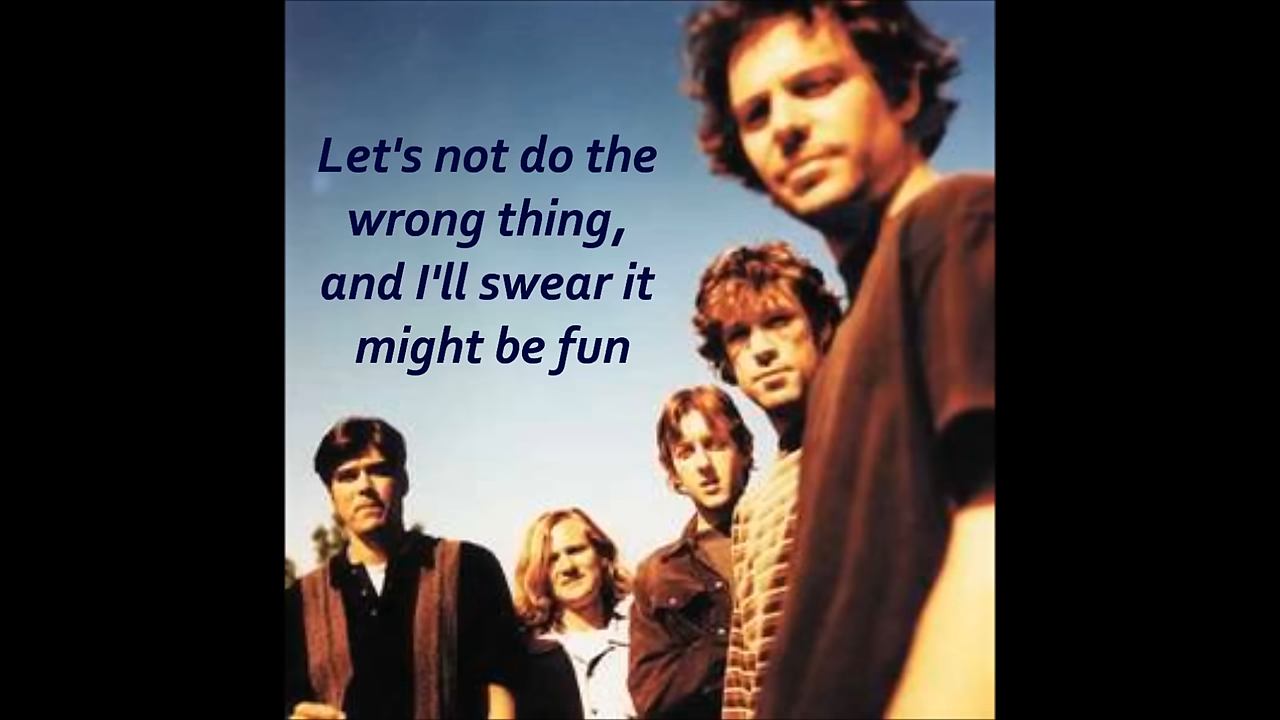 Let's not do the
wrong thing,
and I'll swear it
might be fun